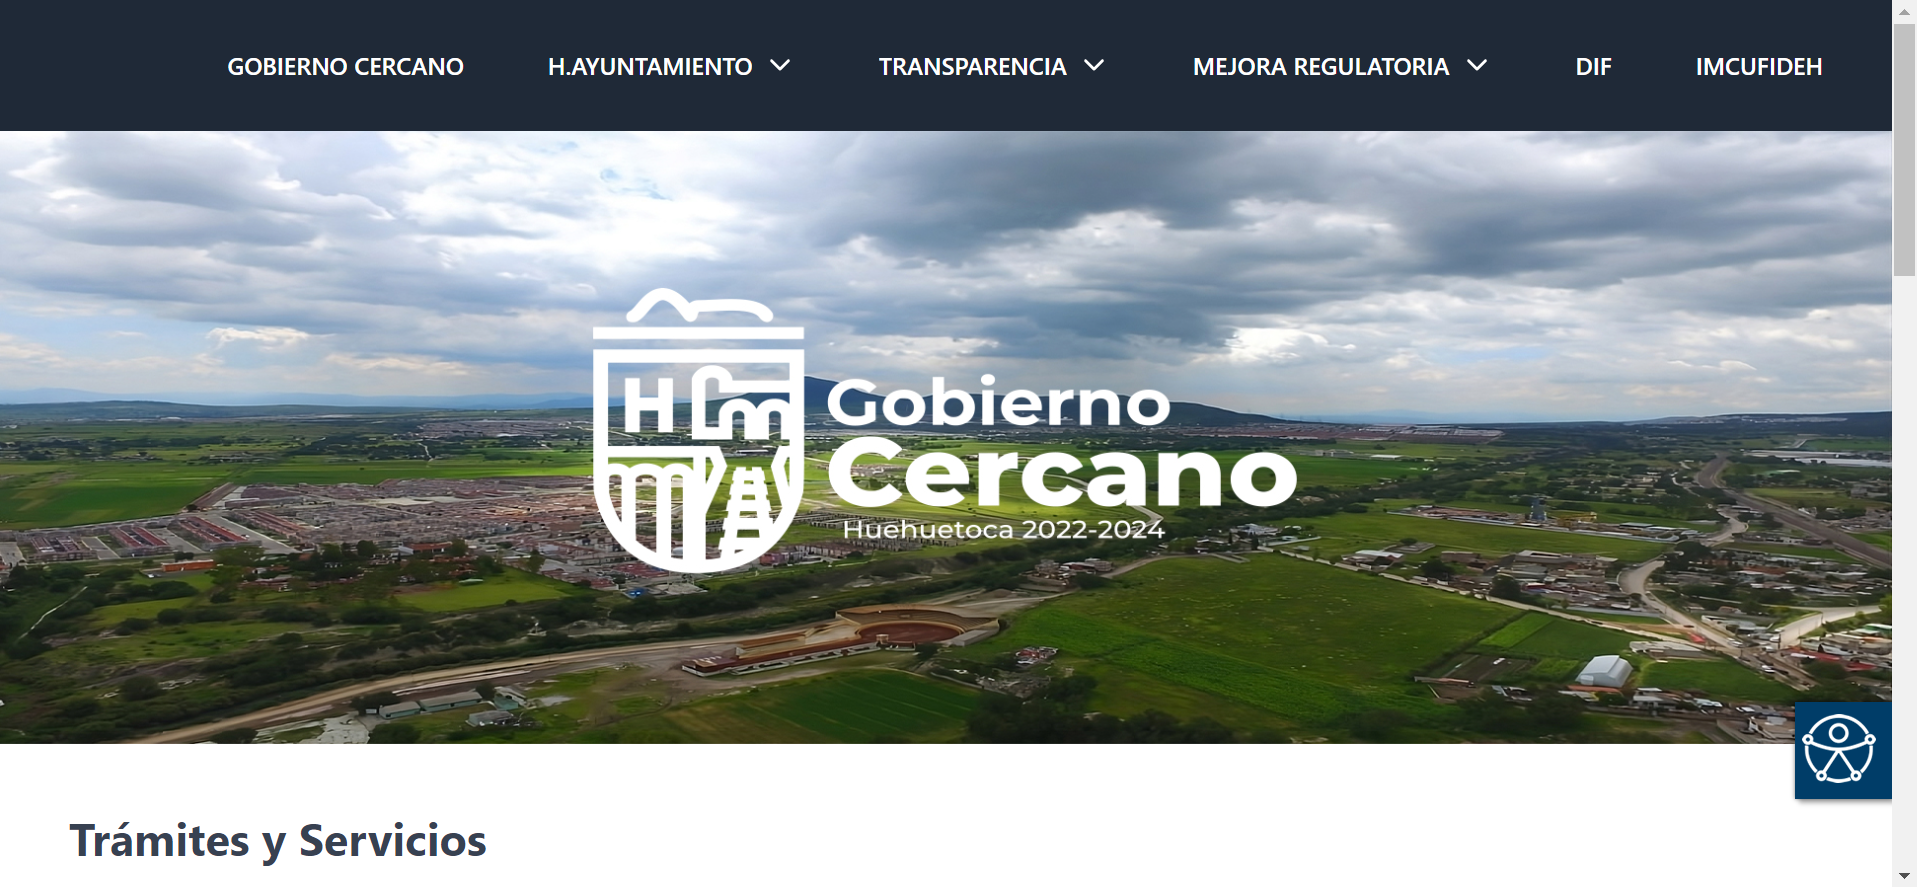 GOBIERNO CERCANO H.AYUNTAMIENTO TRANSPARENCIA MEJORA REGULATORIA DIF IMCUFIDEH
H
Gobierno
Cercano
Huehuetoca 2022-2024
Trámites y Servicios